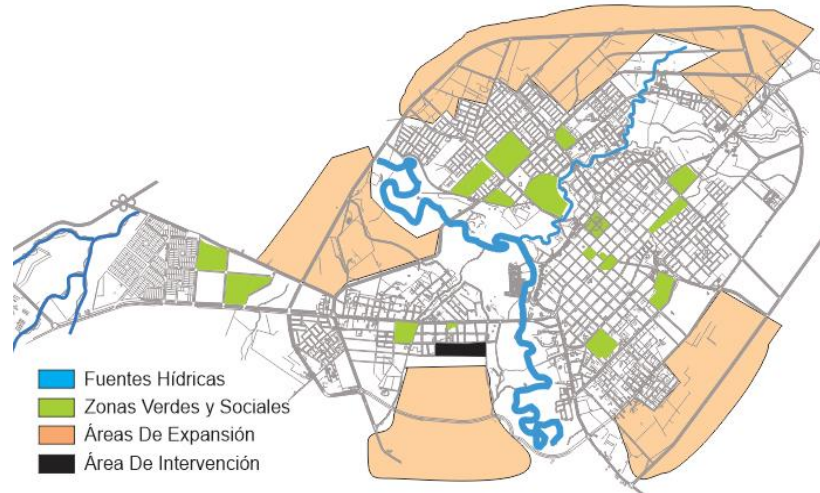 Fuentes Hídricas
Zonas Verdes y Sociales
Áreas De Expansión
Área De Intervención